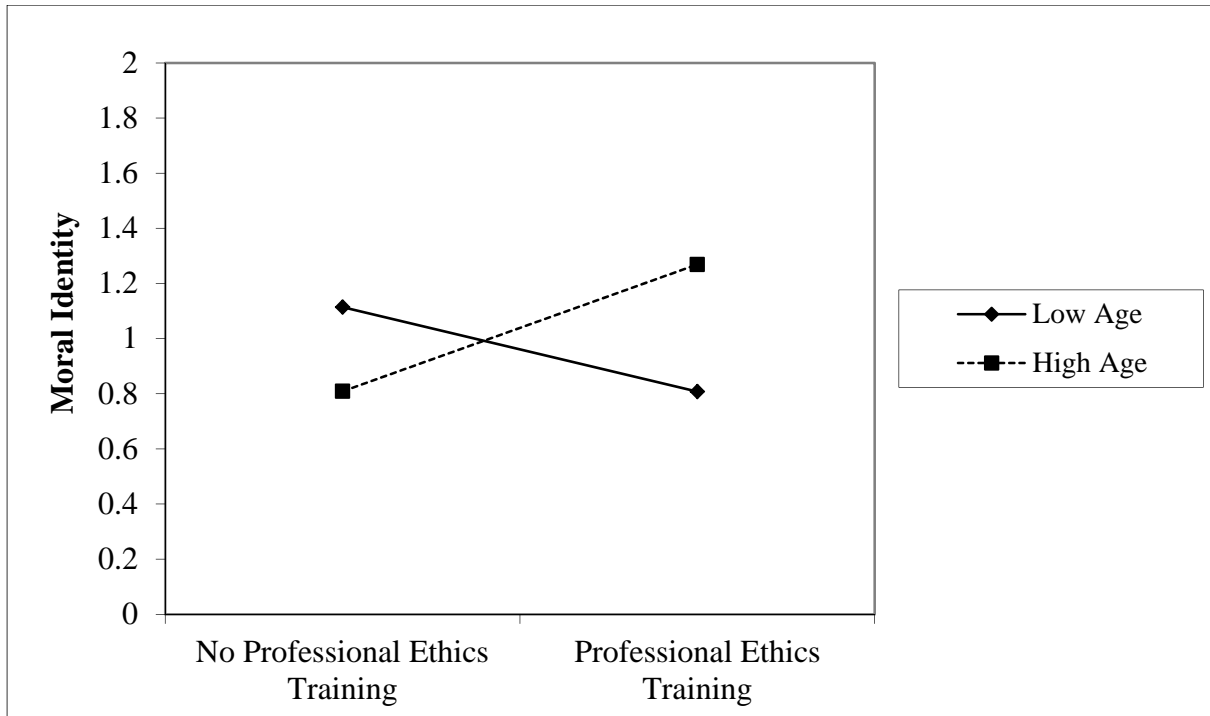 2
1.8
1.6
1.4
1.2
1
0.8
0.6
0.4
0.2
0
Moral Identity
No Professional Ethics
Training
Professional Ethics
Training
Low Age
High Age